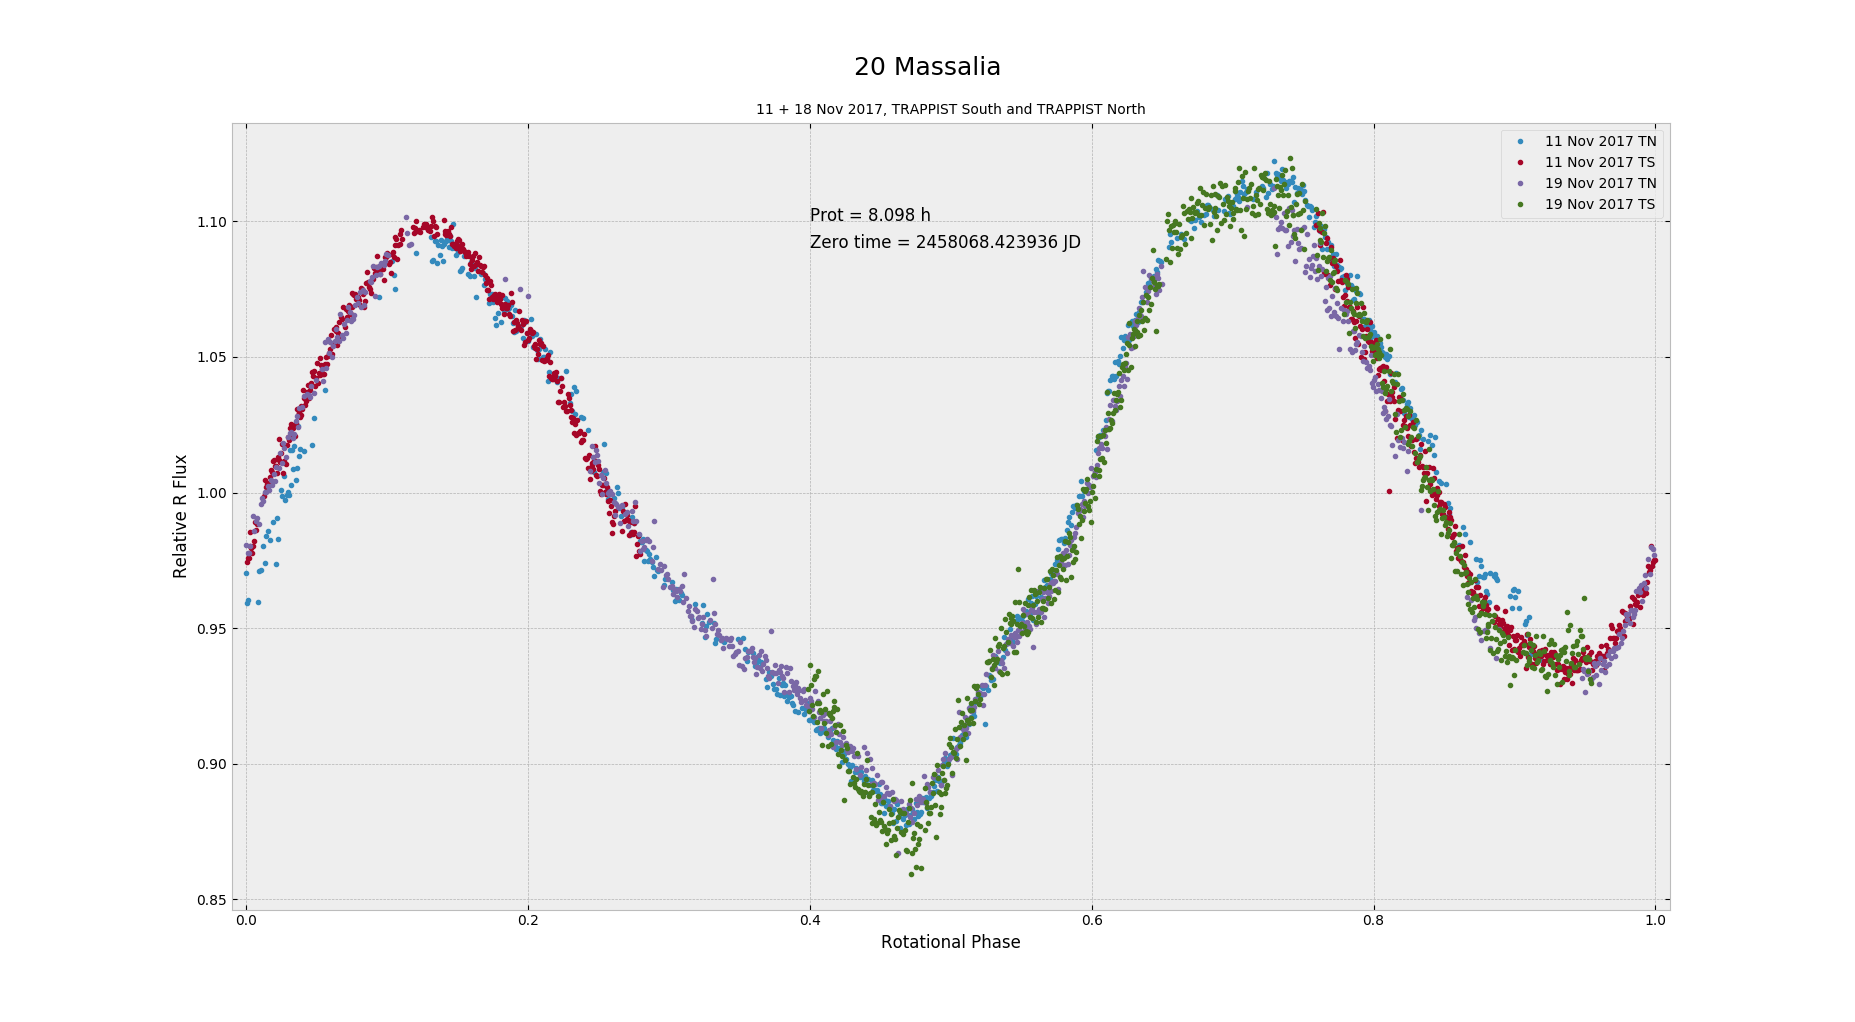 20 Massalia
11 + 18 Nov 2017, TRAPPIST South and TRAPPIST North
11 Nov 2017 TN
11 Nov 2017 TS
19 Nov 2017 TN
19 Nov 2017 TS
Prot = 8.098 h
Zero time = 2458068.423936 JD
Relative R Flux
1.10
1.05
1.00
0.95
0.90
0.85
0.0 0.2 0.4 0.6 0.8 1.0
Rotational Phase